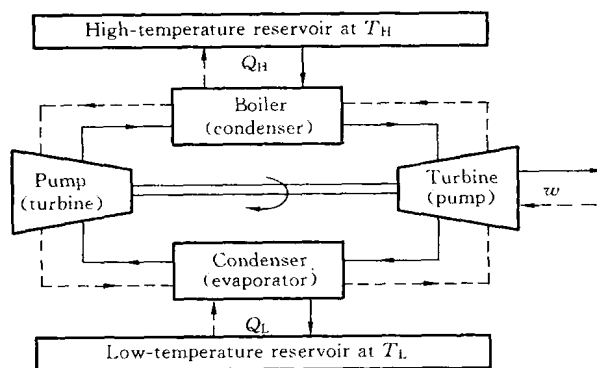 High-temperature reservoir at T_H
Q_H
Boiler
(condenser)
Pump
(turbine)
Turbine
(pump)
w
Condenser
(evaporator)
Q_L
Low-temperature reservoir at T_L